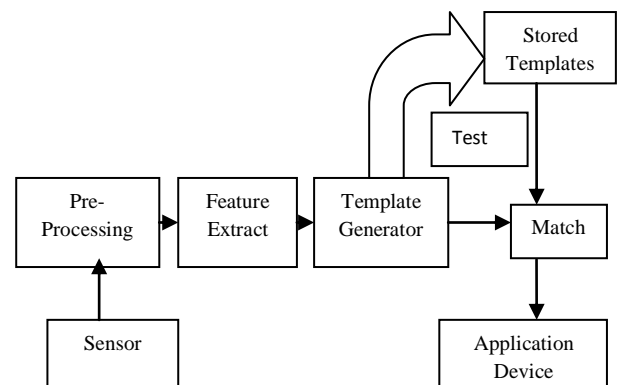 Stored
Templates
Test
Pre-
Processing
Feature
Extract
Template
Generator
Match
Sensor
Application
Device